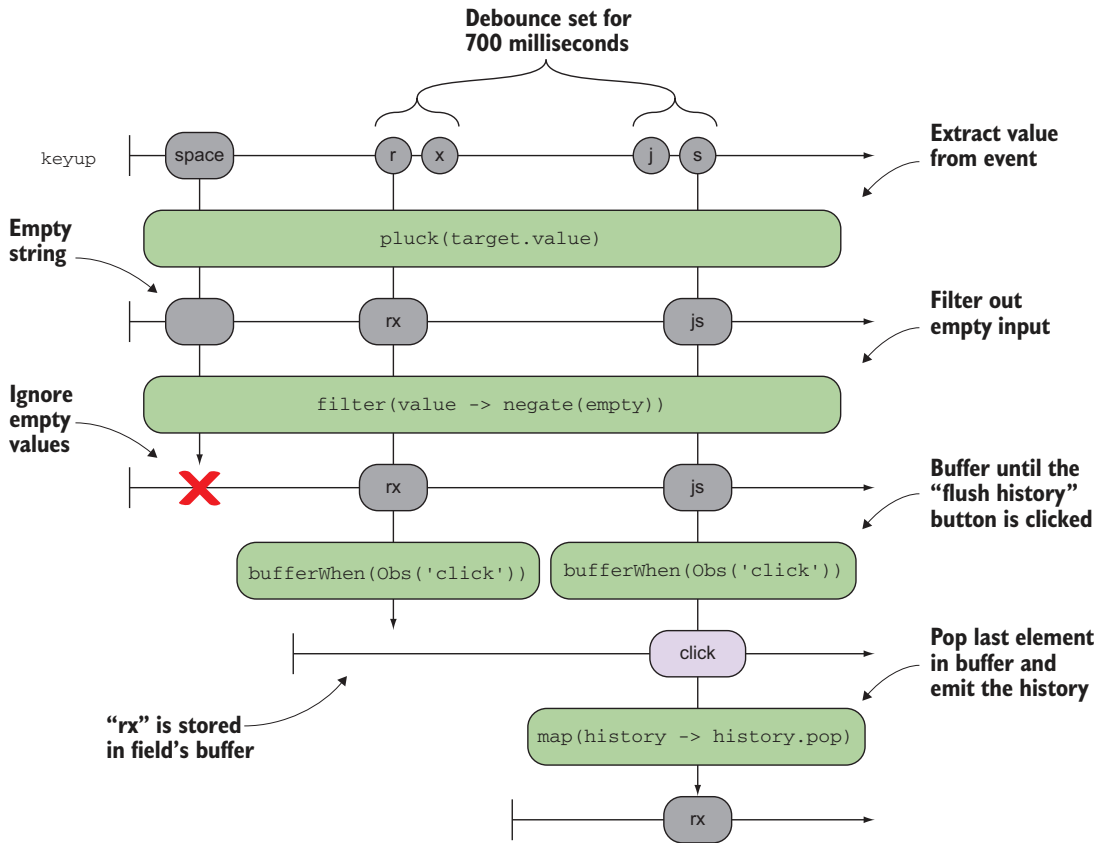 Debounce set for
700 milliseconds
keyup
space
r
x
j
s
Extract value
from event
pluck(target.value)
Empty
string
rx
js
Filter out
empty input
filter(value -> negate(empty))
Ignore
empty
values
rx
js
Buffer until the
“flush history”
button is clicked
bufferWhen(Obs('click'))
bufferWhen(Obs('click'))
click
Pop last element
in buffer and
emit the history
“rx” is stored
in field’s buffer
map(history -> history.pop)
rx